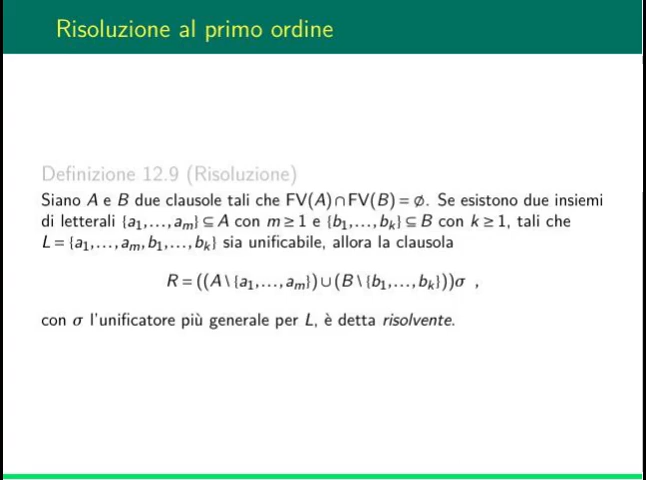 Risoluzione al primo ordine
Definizione 12.9 (Risoluzione)
Siano A e B due clausole tali che FV(A)∩FV(B)=∅. Se esistono due insiemi
di letterali {a₁,...,aₘ}⊆A con m≥1 e {b₁,...,bₖ}⊆B con k≥1, tali che
L={a₁,...,aₘ,b₁,...,bₖ} sia unificabile, allora la clausola
R=((A\{a₁,...,aₘ})∪(B\{b₁,...,bₖ}))σ ,
con σ l'unificatore più generale per L, è detta risolvente.